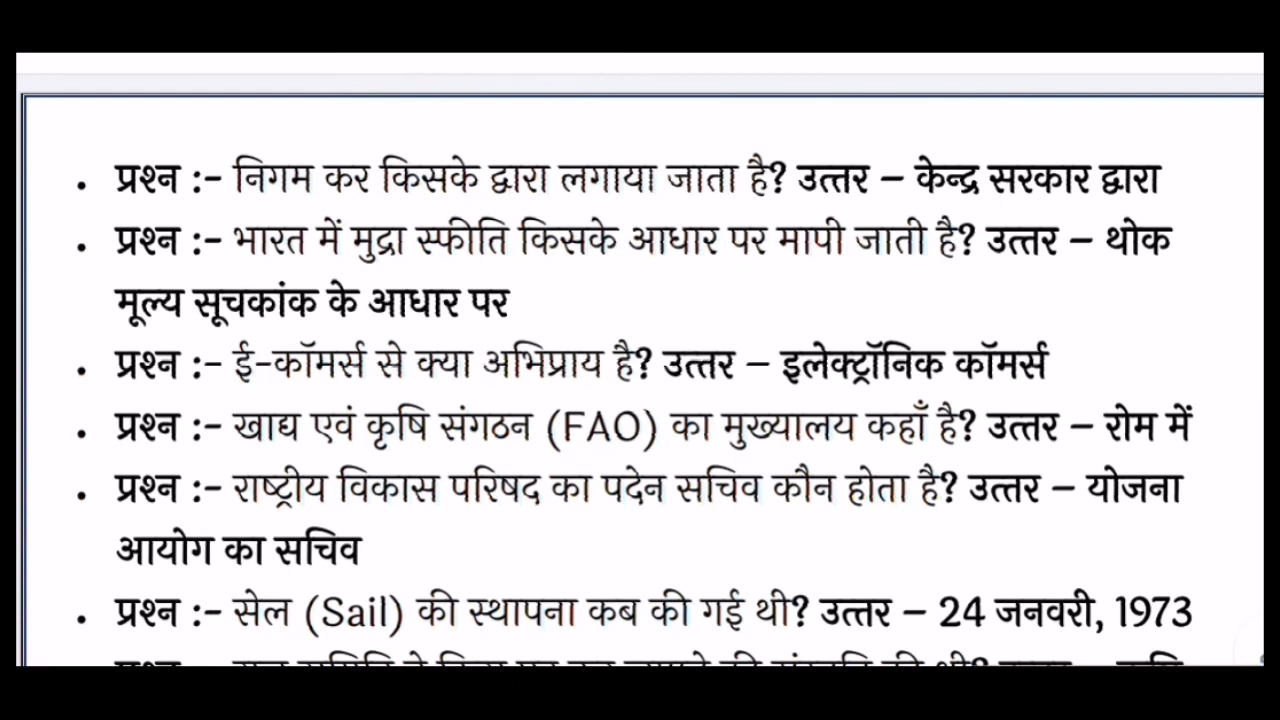 • प्रश्न :- निगम कर किसके द्वारा लगाया जाता है? उत्तर – केन्द्र सरकार द्वारा
• प्रश्न :- भारत में मुद्रा स्फीति किसके आधार पर मापी जाती है? उत्तर – थोक
मूल्य सूचकांक के आधार पर
• प्रश्न :- ई-कॉमर्स से क्या अभिप्राय है? उत्तर – इलेक्ट्रॉनिक कॉमर्स
• प्रश्न :- खाद्य एवं कृषि संगठन (FAO) का मुख्यालय कहाँ है? उत्तर – रोम में
• प्रश्न :- राष्ट्रीय विकास परिषद का पदेन सचिव कौन होता है? उत्तर – योजना
आयोग का सचिव
• प्रश्न :- सेल (Sail) की स्थापना कब की गई थी? उत्तर – 24 जनवरी, 1973